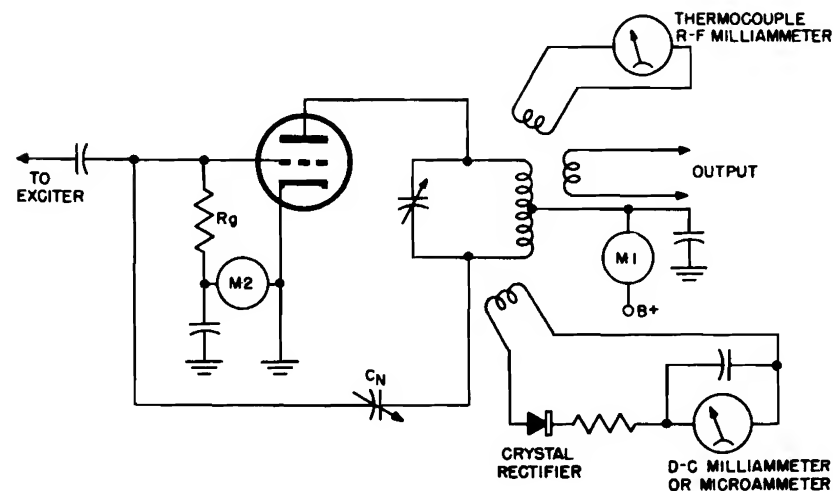 THERMOCOUPLE
R-F MILLIAMMETER
TO
EXCITER
Rg
M2
OUTPUT
M1
B+
CN
CRYSTAL
RECTIFIER
D-C MILLIAMMETER
OR MICROAMMETER